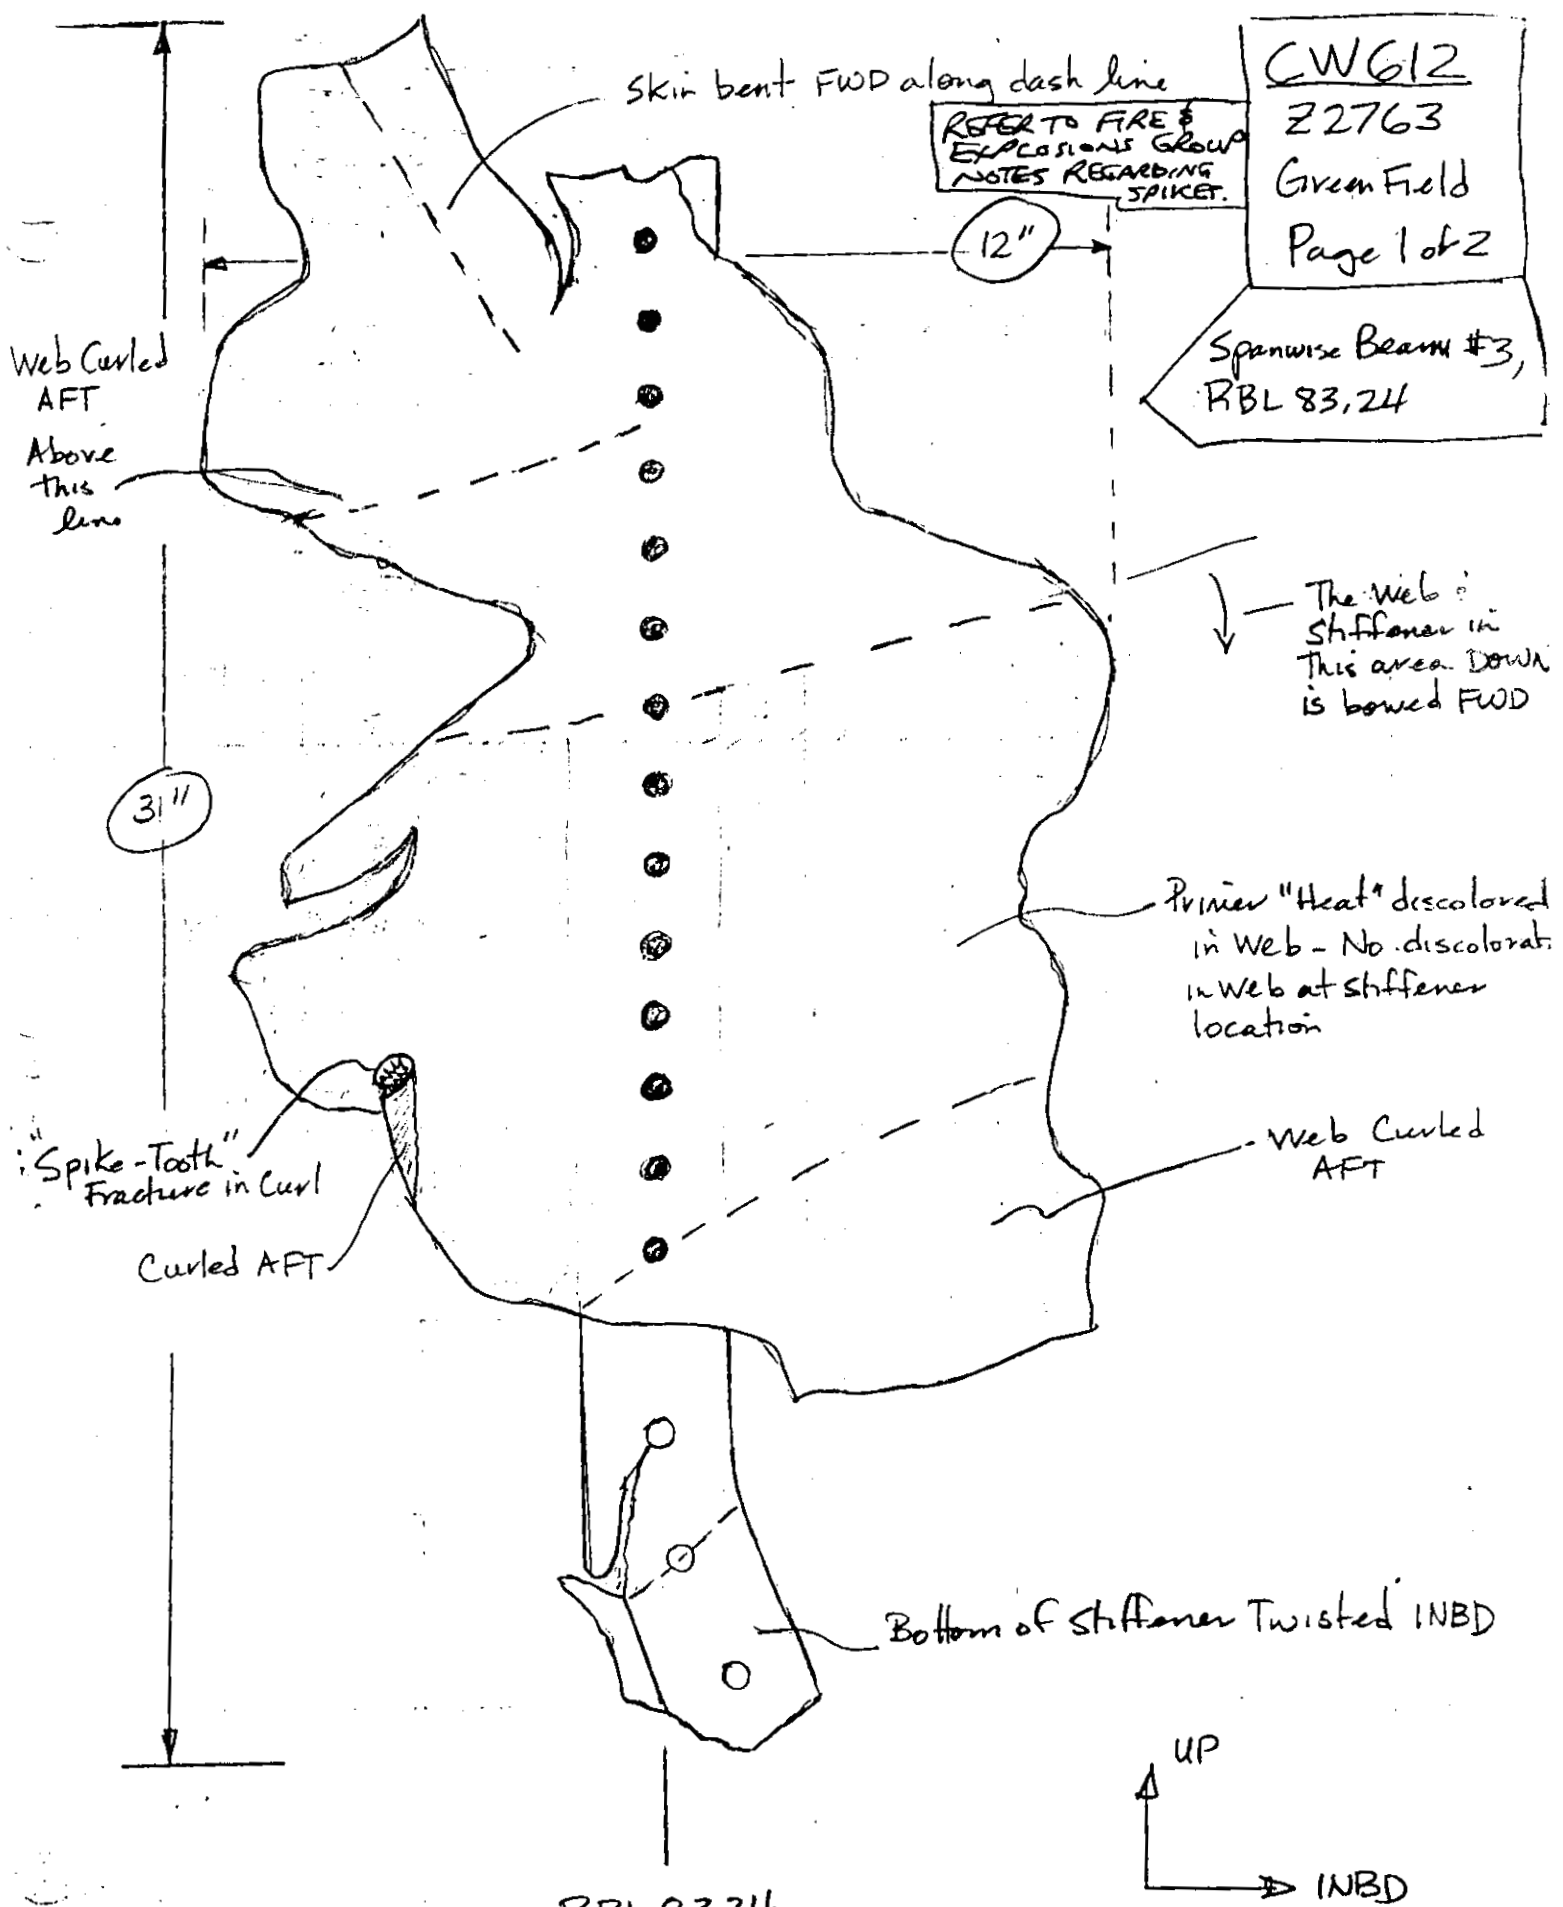 Skin bent FWD along dash line
REFER TO FIRE &
EXPLOSIONS GROUP
NOTES REGARDING
SPIKET.
CW612
Z2763
Green Field
Page 1 of 2
12"
Spanwise Beam #3,
RBL 83.24
Web Curled
AFT
Above
this
line
The Web &
Stiffener in
This area DOWN
is bowed FWD
31"
Primer "Heat" discolored
in Web - No discolorat
in Web at stiffener
location
"Spike-Tooth"
Fracture in Curl
Web Curled
AFT
Curled AFT
Bottom of Stiffener Twisted INBD
UP
INBD
RBL 83.24